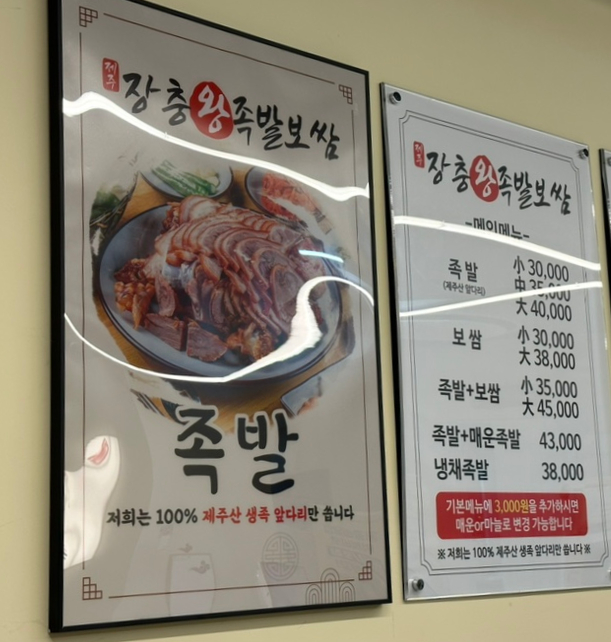 제주 장충왕족발보쌈
족발
저희는 100% 제주산 생족 앞다리만 씁니다
제주 장충왕족발보쌈
-메인메뉴-
족발 小 30,000
(제주산 앞다리) 中 35,000
大 40,000
보쌈 小 30,000
大 38,000
족발+보쌈 小 35,000
大 45,000
족발+매운족발 43,000
냉채족발 38,000
기본메뉴에 3,000원을 추가하시면
매운or마늘로 변경 가능합니다
※ 저희는 100% 제주산 생족 앞다리만 씁니다 ※